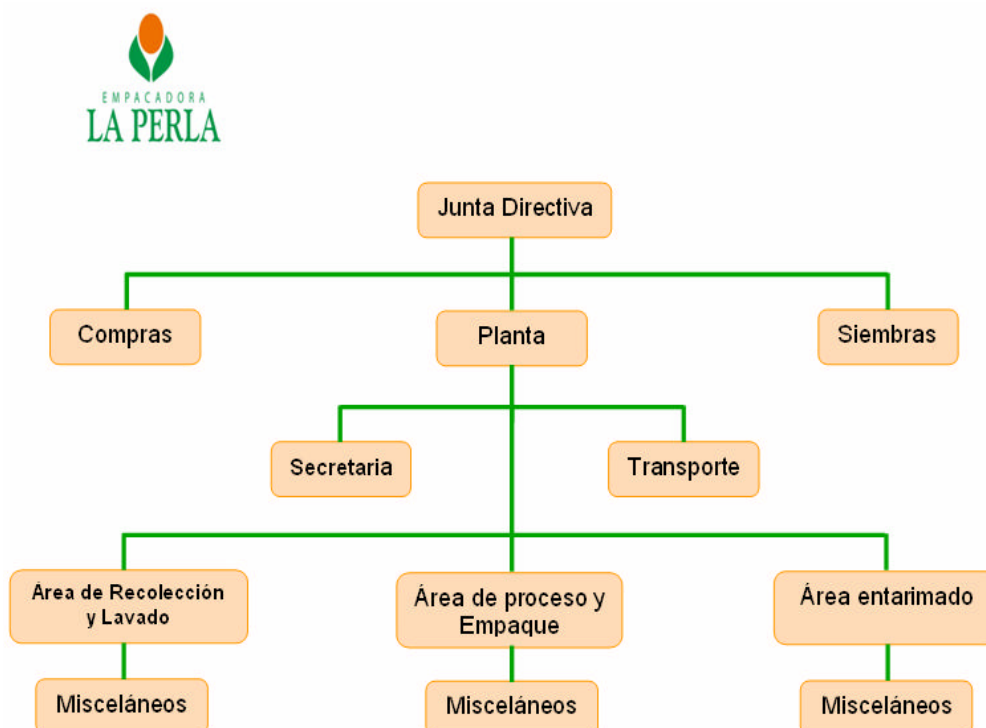 EMPACADORA
LA PERLA
Junta Directiva
Compras
Planta
Siembras
Secretaria
Transporte
Área de Recolección
y Lavado
Área de proceso y
Empaque
Área entarimado
Misceláneos
Misceláneos
Misceláneos